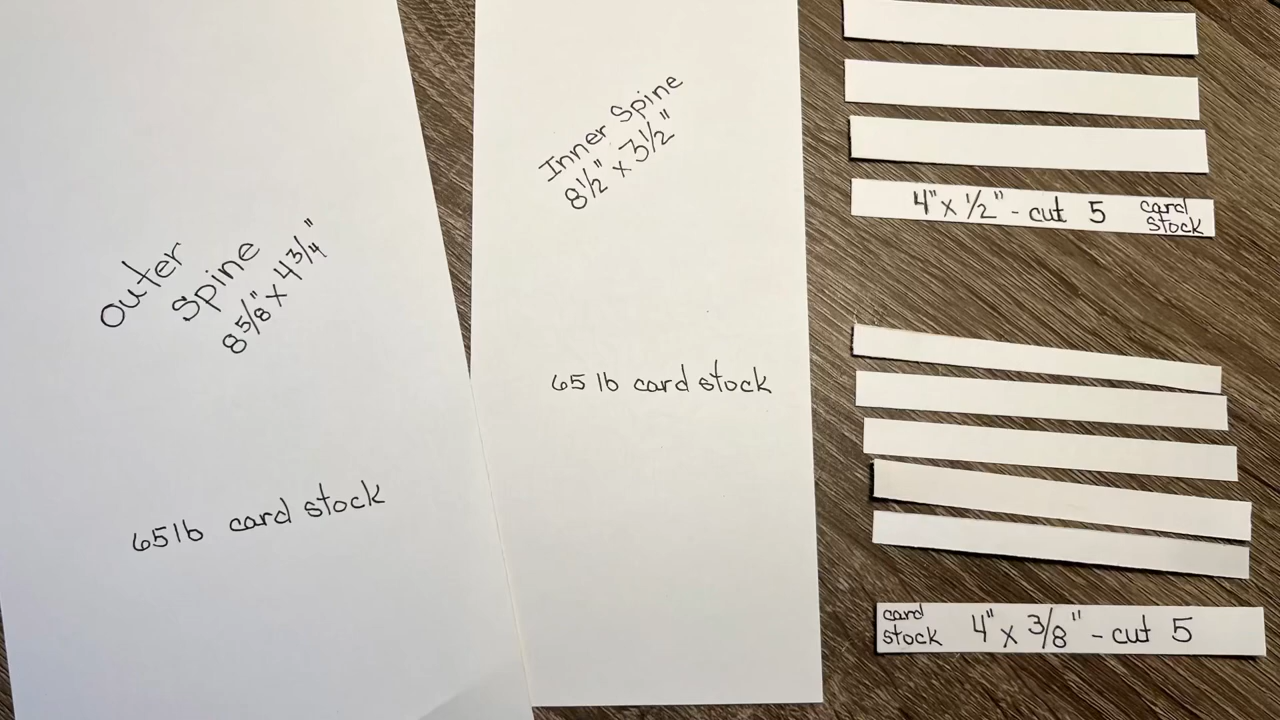 Outer
Spine
8 5/8" x 4 3/4"
65 lb card stock
Inner Spine
8 1/2" x 3 1/2"
65 lb card stock
4" x 1/2" - cut 5 card stock
card stock 4" x 3/8" - cut 5